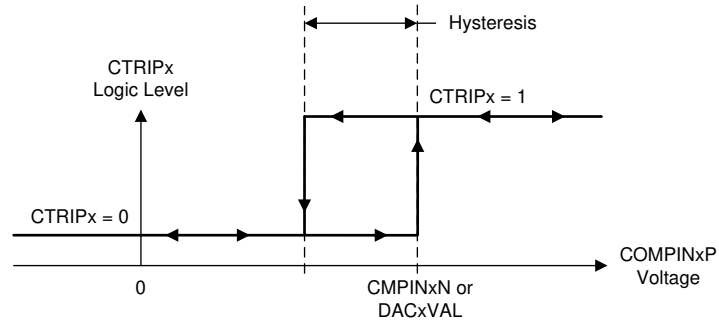 Hysteresis
CTRIPx
Logic Level
CTRIPx = 1
CTRIPx = 0
COMPINxP
Voltage
0
CMPINxN or
DACxVAL